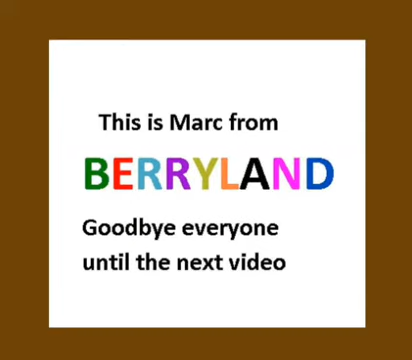 This is Marc from
BERRYLAND
Goodbye everyone
until the next video